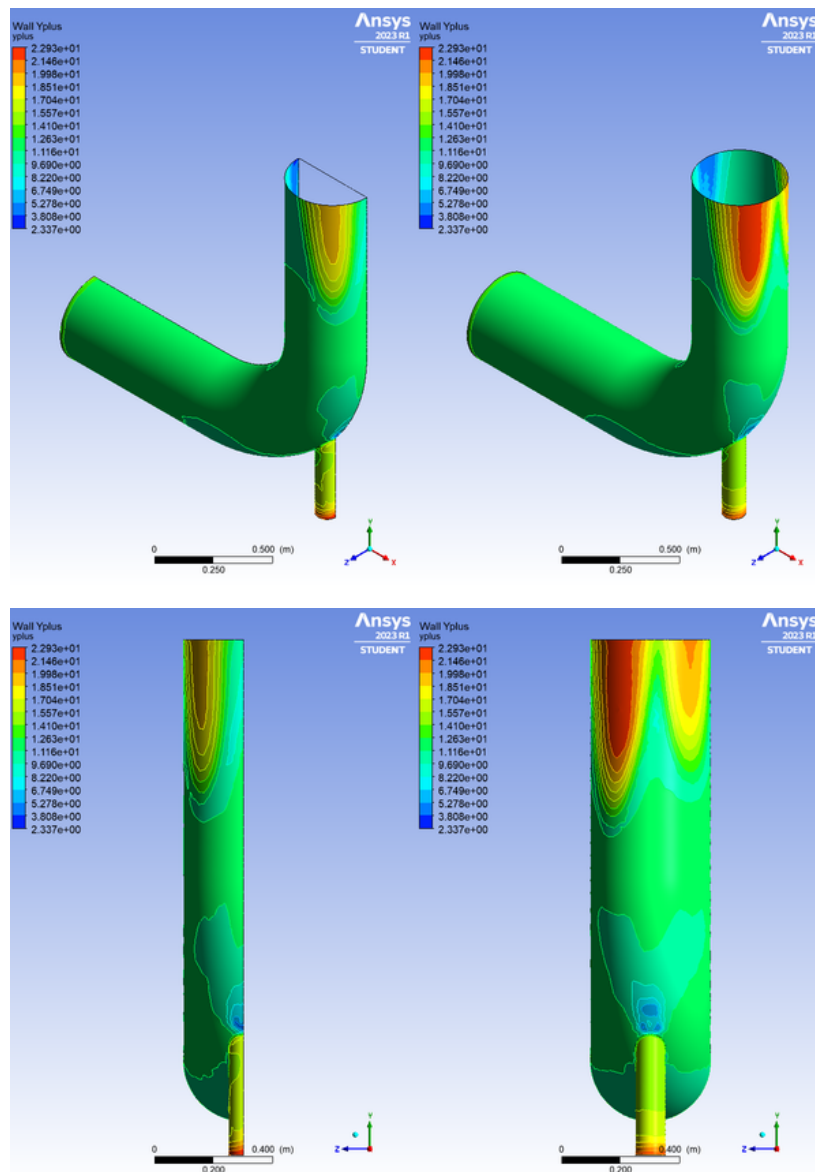 Wall Yplus
yplus
2.293e+01
2.146e+01
1.998e+01
1.851e+01
1.704e+01
1.557e+01
1.410e+01
1.263e+01
1.116e+01
9.690e+00
8.220e+00
6.749e+00
5.278e+00
3.808e+00
2.337e+00
Ansys
2023 R1
STUDENT
0 0.500 (m)
0.250
Y
Z X
Wall Yplus
yplus
2.293e+01
2.146e+01
1.998e+01
1.851e+01
1.704e+01
1.557e+01
1.410e+01
1.263e+01
1.116e+01
9.690e+00
8.220e+00
6.749e+00
5.278e+00
3.808e+00
2.337e+00
Ansys
2023 R1
STUDENT
0 0.500 (m)
0.250
Y
Z X
Wall Yplus
yplus
2.293e+01
2.146e+01
1.998e+01
1.851e+01
1.704e+01
1.557e+01
1.410e+01
1.263e+01
1.116e+01
9.690e+00
8.220e+00
6.749e+00
5.278e+00
3.808e+00
2.337e+00
Ansys
2023 R1
STUDENT
0 0.400 (m)
0.200
Y
Z
Wall Yplus
yplus
2.293e+01
2.146e+01
1.998e+01
1.851e+01
1.704e+01
1.557e+01
1.410e+01
1.263e+01
1.116e+01
9.690e+00
8.220e+00
6.749e+00
5.278e+00
3.808e+00
2.337e+00
Ansys
2023 R1
STUDENT
0 0.400 (m)
0.200
Y
Z